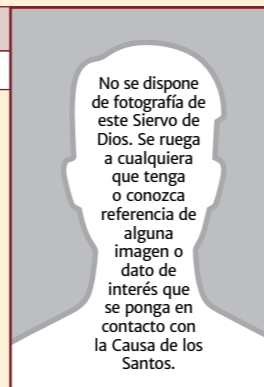 No se dispone
de fotografía de
este Siervo de
Dios. Se ruega
a cualquiera
que tenga
o conozca
referencia de
alguna
imagen o
dato de
interés que
se ponga en
contacto con
la Causa de los
Santos.